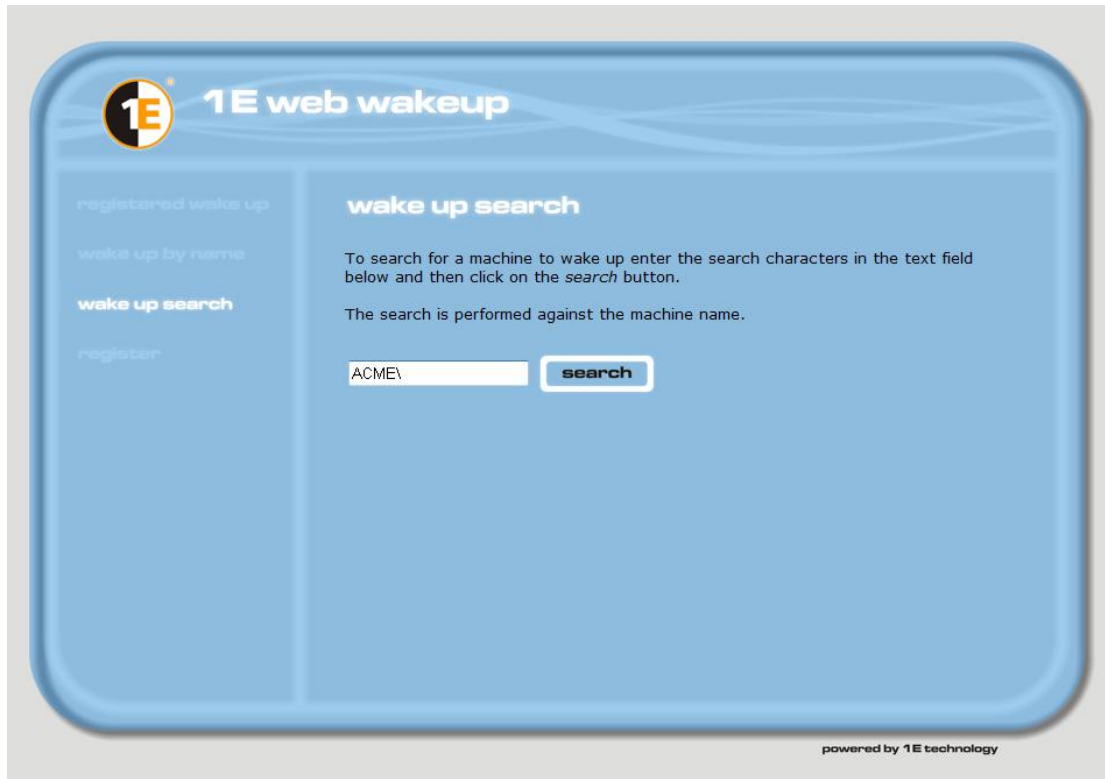 1E
1E web wakeup
registered wake up
wake up by name
wake up search
register
wake up search
To search for a machine to wake up enter the search characters in the text field
below and then click on the search button.
The search is performed against the machine name.
ACME\
search
powered by 1E technology